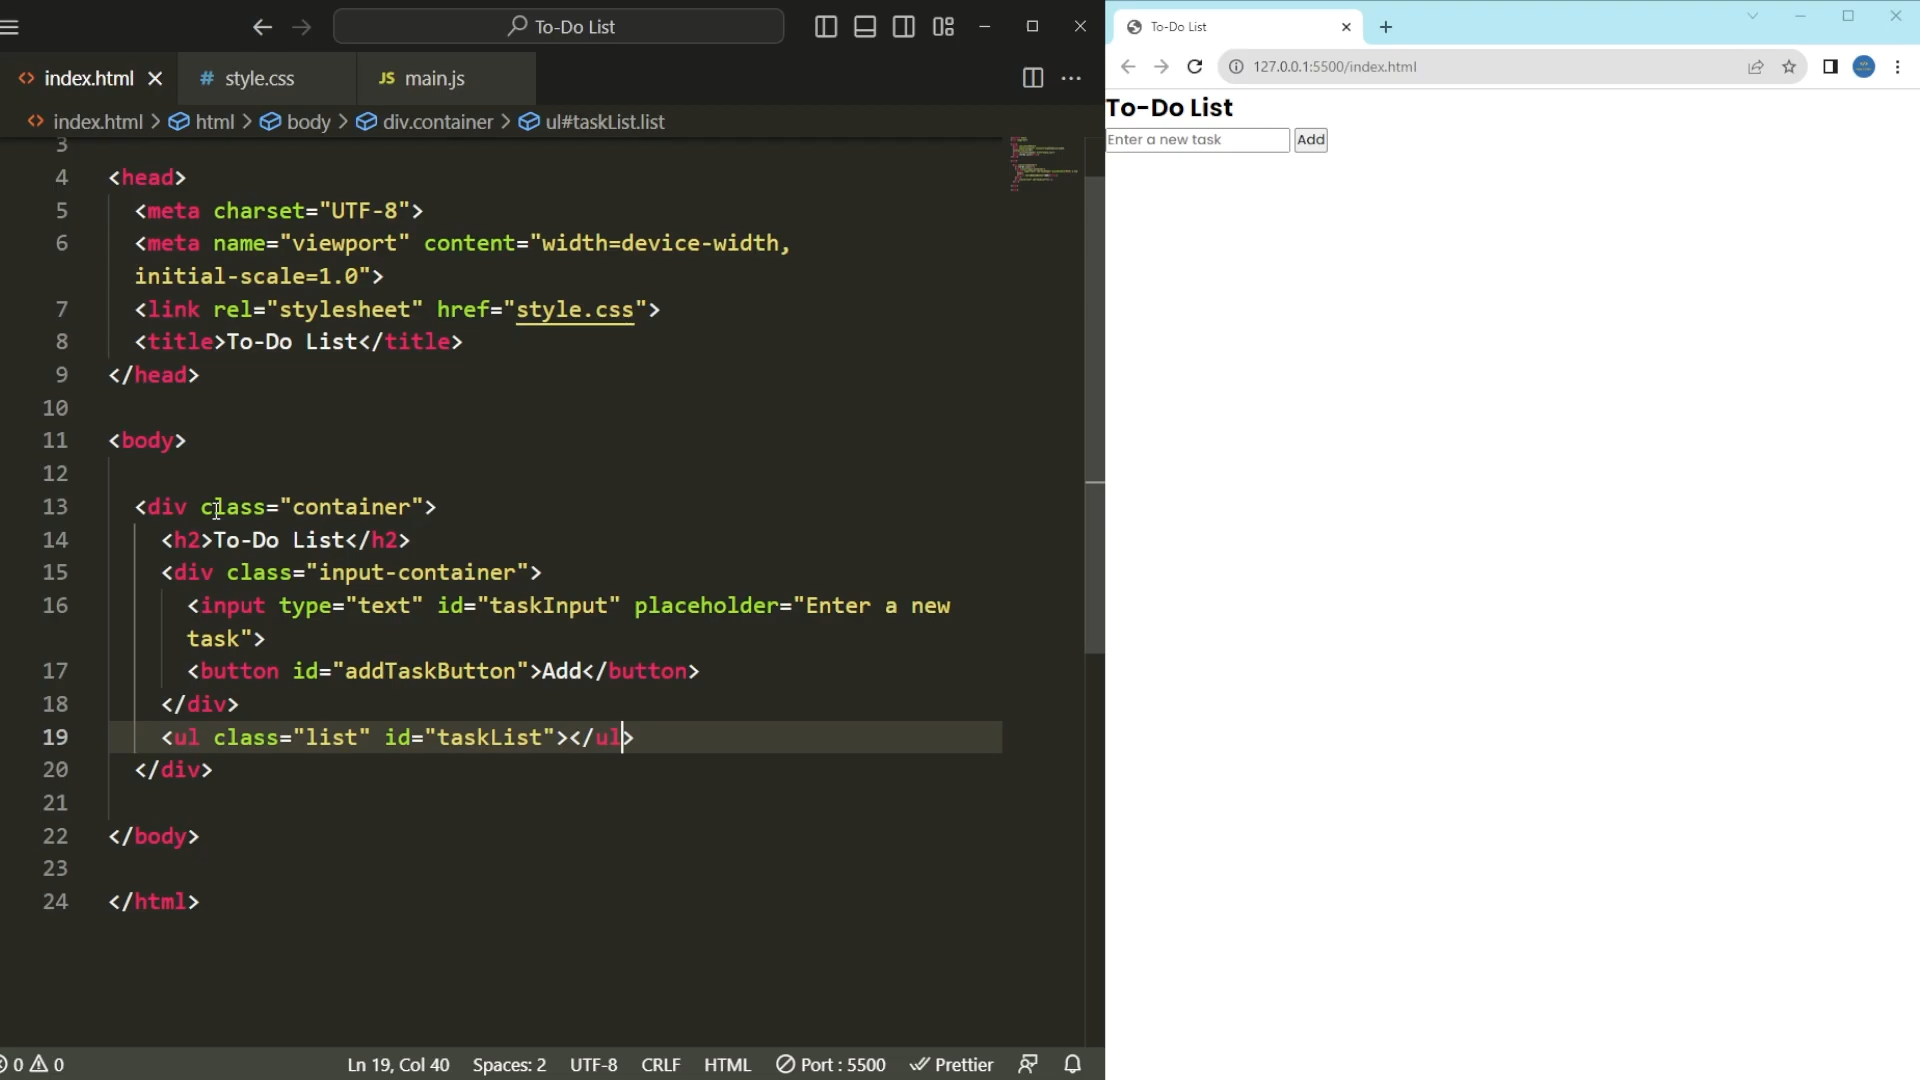 To-Do List
index.html
# style.css
JS main.js
index.html > html > body > div.container > ul#taskList.list
3
4 <head>
5 <meta charset="UTF-8">
6 <meta name="viewport" content="width=device-width,
initial-scale=1.0">
7 <link rel="stylesheet" href="style.css">
8 <title>To-Do List</title>
9 </head>
10
11 <body>
12
13 <div class="container">
14 <h2>To-Do List</h2>
15 <div class="input-container">
16 <input type="text" id="taskInput" placeholder="Enter a new
task">
17 <button id="addTaskButton">Add</button>
18 </div>
19 <ul class="list" id="taskList"></ul>
20 </div>
21
22 </body>
23
24 </html>
0 0
Ln 19, Col 40
Spaces: 2
UTF-8
CRLF
HTML
Port : 5500
Prettier
To-Do List
127.0.0.1:5500/index.html
To-Do List
Enter a new task
Add